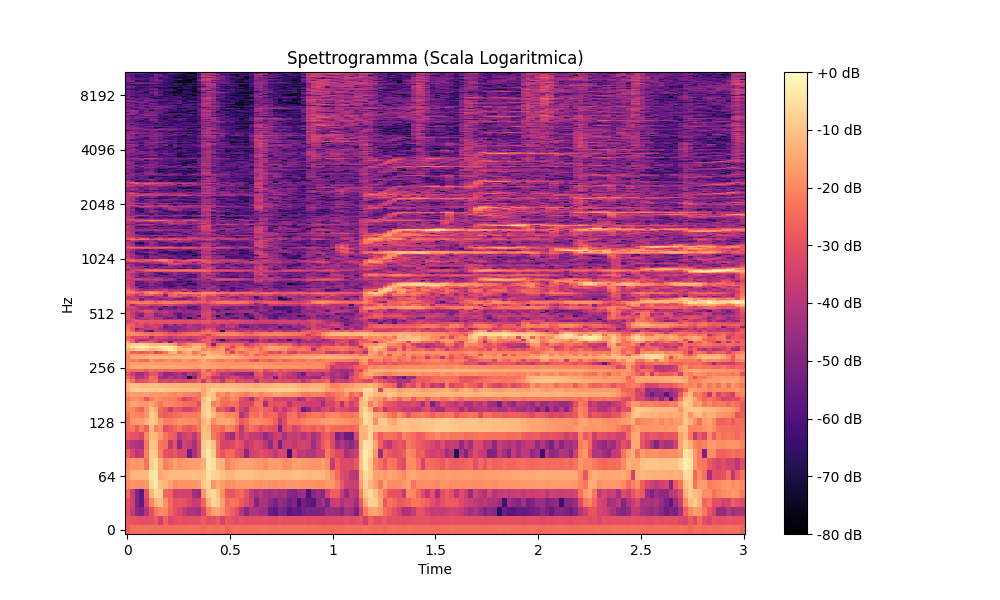 Spettrogramma (Scala Logaritmica)
Hz
8192
4096
2048
1024
512
256
128
64
0
0
0.5
1
1.5
2
2.5
3
Time
+0 dB
-10 dB
-20 dB
-30 dB
-40 dB
-50 dB
-60 dB
-70 dB
-80 dB